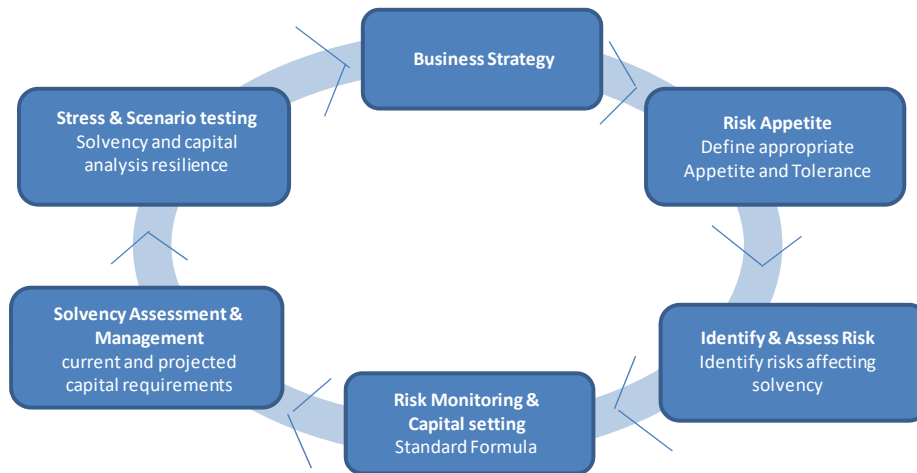 Business Strategy
Risk Appetite
Define appropriate
Appetite and Tolerance
Identify & Assess Risk
Identify risks affecting
solvency
Risk Monitoring &
Capital setting
Standard Formula
Solvency Assessment &
Management
current and projected
capital requirements
Stress & Scenario testing
Solvency and capital
analysis resilience